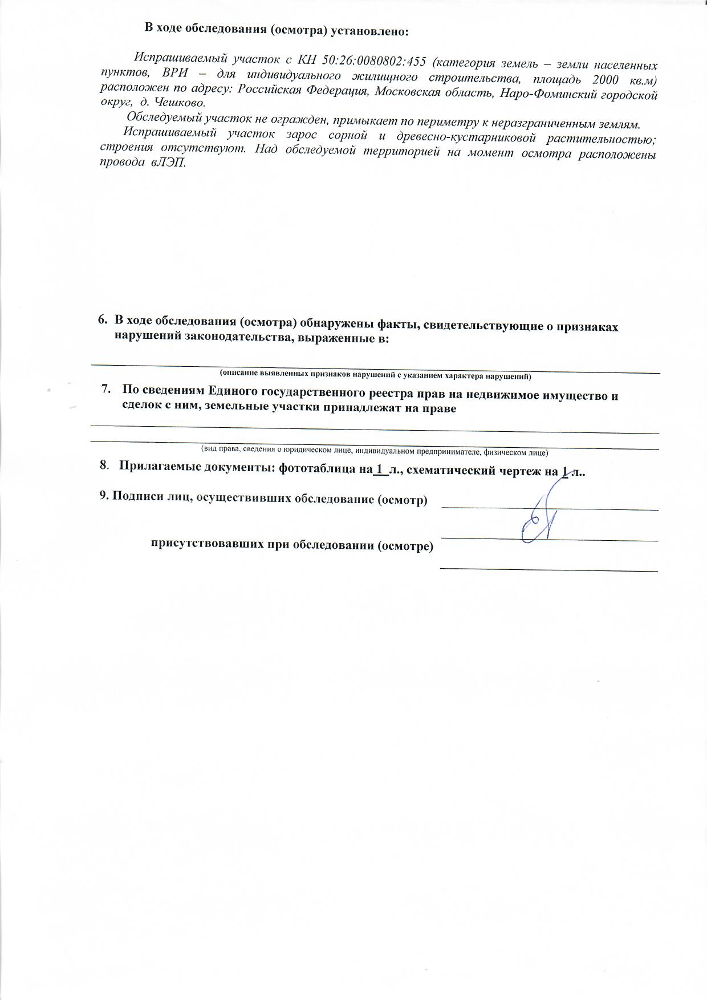 В ходе обследования (осмотра) установлено:
Испрашиваемый участок с КН 50:26:0080802:455 (категория земель – земли населенных
пунктов, ВРИ – для индивидуального жилищного строительства, площадь 2000 кв.м)
расположен по адресу: Российская Федерация, Московская область, Наро-Фоминский городской
округ, д. Чешково.
Обследуемый участок не огражден, примыкает по периметру к неразграниченным землям.
Испрашиваемый участок зарос сорной и древесно-кустарниковой растительностью;
строения отсутствуют. Над обследуемой территорией на момент осмотра расположены
провода вЛЭП.
6. В ходе обследования (осмотра) обнаружены факты, свидетельствующие о признаках
нарушений законодательства, выраженные в:
(описание выявленных признаков нарушений с указанием характера нарушений)
7. По сведениям Единого государственного реестра прав на недвижимое имущество и
сделок с ним, земельные участки принадлежат на праве
(вид права, сведения о юридическом лице, индивидуальном предпринимателе, физическом лице)
8. Прилагаемые документы: фототаблица на 1 л., схематический чертеж на 1 л..
9. Подписи лиц, осуществивших обследование (осмотр)
присутствовавших при обследовании (осмотре)